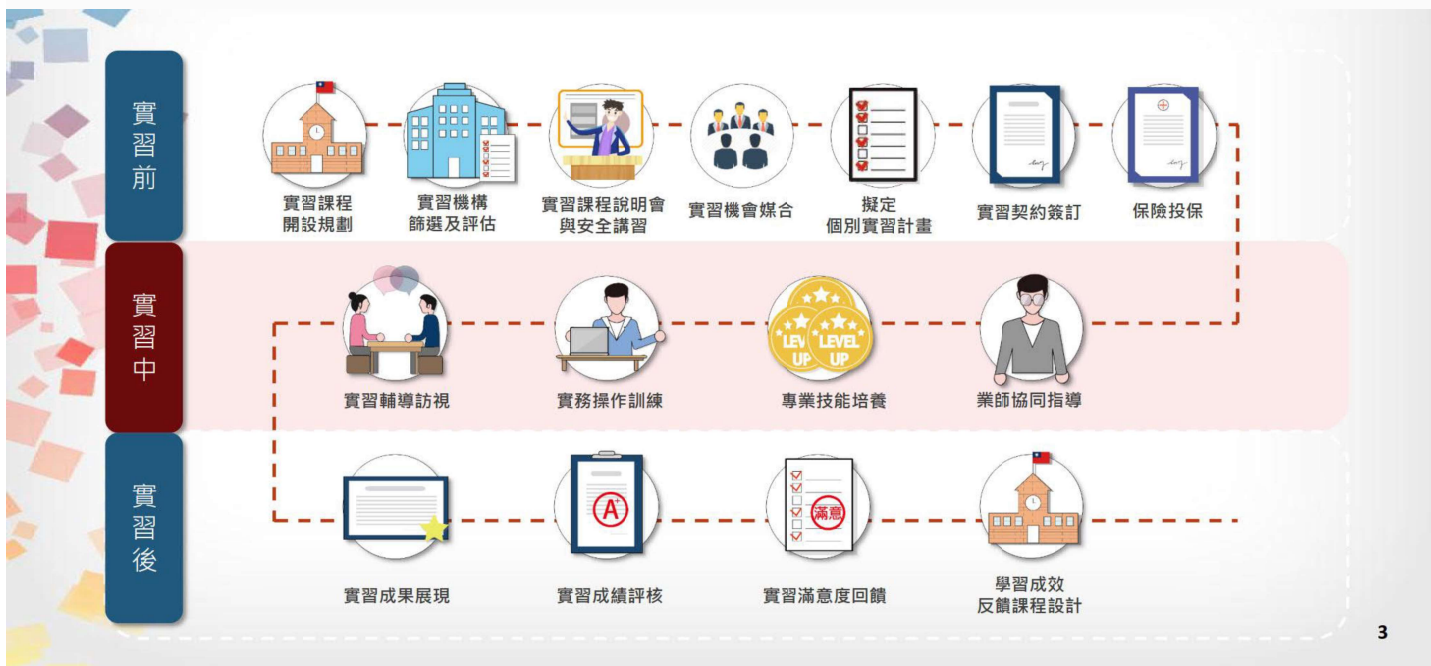 實習前
實習課程
開設規劃
實習機構
篩選及評估
實習課程說明會
與安全講習
實習機會媒合
擬定
個別實習計畫
實習契約簽訂
保險投保
實習中
實習輔導訪視
實務操作訓練
LEV
UP
LEVEL
UP
專業技能培養
業師協同指導
實習後
實習成果展現
A+
實習成績評核
滿意
實習滿意度回饋
學習成效
反饋課程設計
3